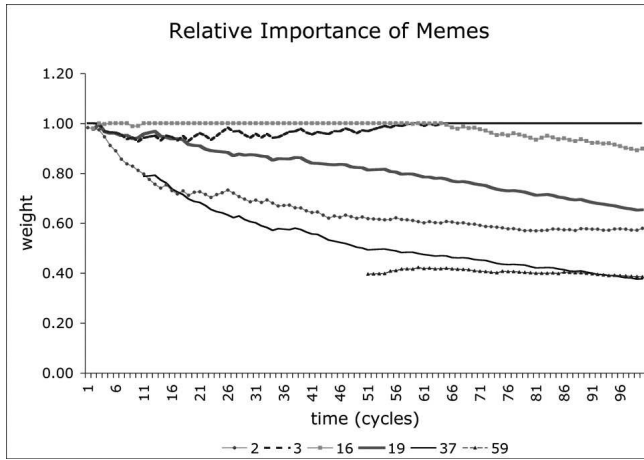 Relative Importance of Memes
1.20
1.00
0.80
0.60
0.40
0.20
0.00
weight
1 6 11 16 21 26 31 36 41 46 51 56 61 66 71 76 81 86 91 96
time (cycles)
2 3 16 19 37 59